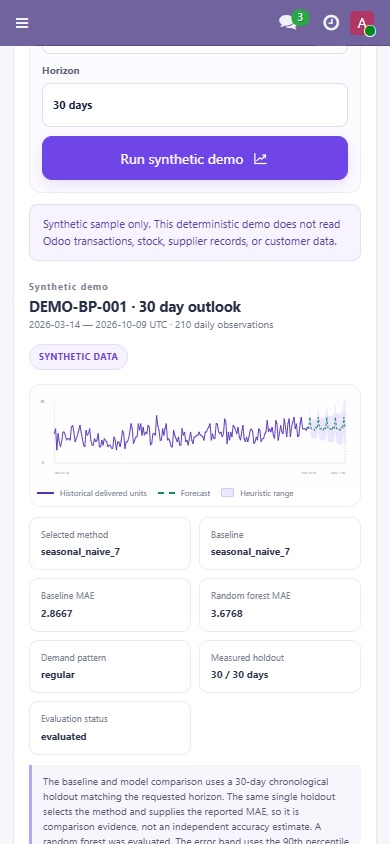 3
A
Horizon
30 days
Run synthetic demo
Synthetic sample only. This deterministic demo does not read
Odoo transactions, stock, supplier records, or customer data.
Synthetic demo
DEMO-BP-001 · 30 day outlook
2026-03-14 — 2026-10-09 UTC · 210 daily observations
SYNTHETIC DATA
Historical delivered units
Forecast
Heuristic range
Selected method
seasonal_naive_7
Baseline
seasonal_naive_7
Baseline MAE
2.8667
Random forest MAE
3.6768
Demand pattern
regular
Measured holdout
30 / 30 days
Evaluation status
evaluated
The baseline and model comparison uses a 30-day chronological
holdout matching the requested horizon. The same single holdout
selects the method and supplies the reported MAE, so it is
comparison evidence, not an independent accuracy estimate. A
random forest was evaluated. The error band uses the 90th percentile